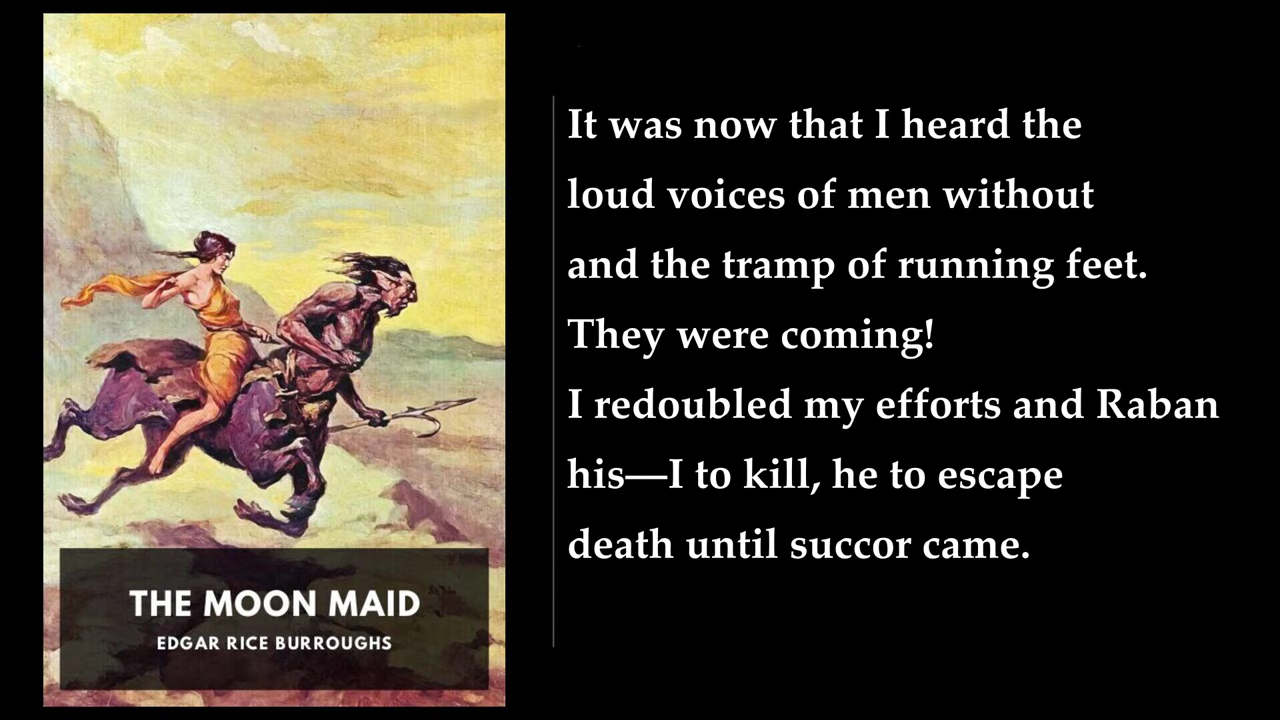 THE MOON MAID
EDGAR RICE BURROUGHS
It was now that I heard the
loud voices of men without
and the tramp of running feet.
They were coming!
I redoubled my efforts and Raban
his—I to kill, he to escape
death until succor came.